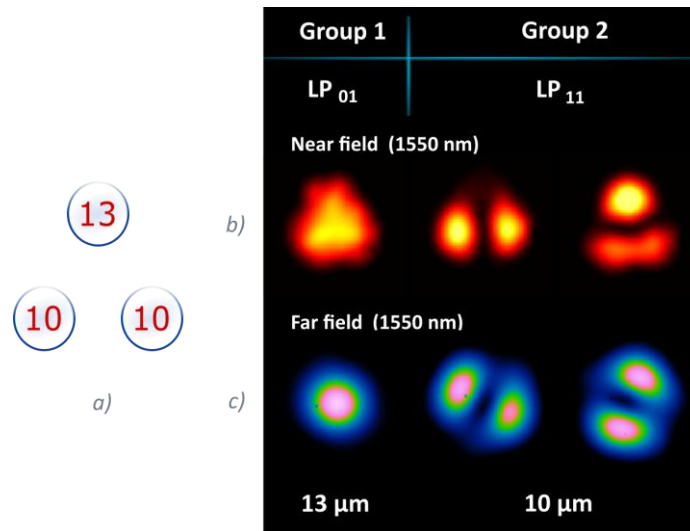 Group 1
Group 2
LP 01
LP 11
Near field (1550 nm)
13
b)
10
10
Far field (1550 nm)
a)
c)
13 μm
10 μm